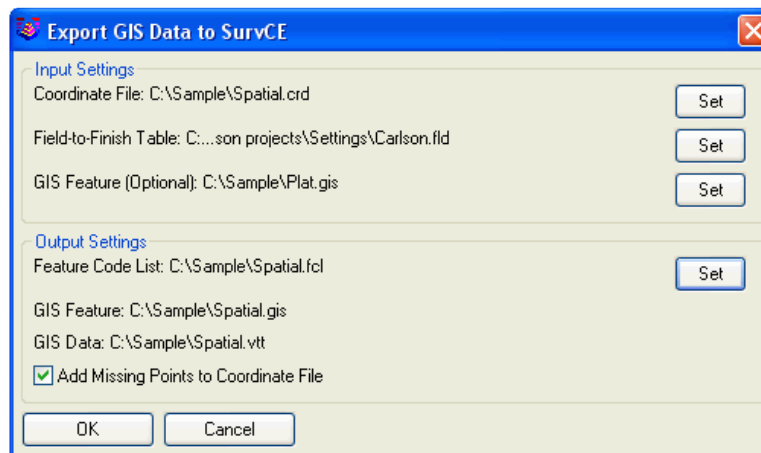 Export GIS Data to SurvCE
Input Settings
Coordinate File: C:\Sample\Spatial.crd
Set
Field-to-Finish Table: C:...son projects\Settings\Carlson.fld
Set
GIS Feature (Optional): C:\Sample\Plat.gis
Set
Output Settings
Feature Code List: C:\Sample\Spatial.fcl
Set
GIS Feature: C:\Sample\Spatial.gis
GIS Data: C:\Sample\Spatial.vtt
Add Missing Points to Coordinate File
OK
Cancel